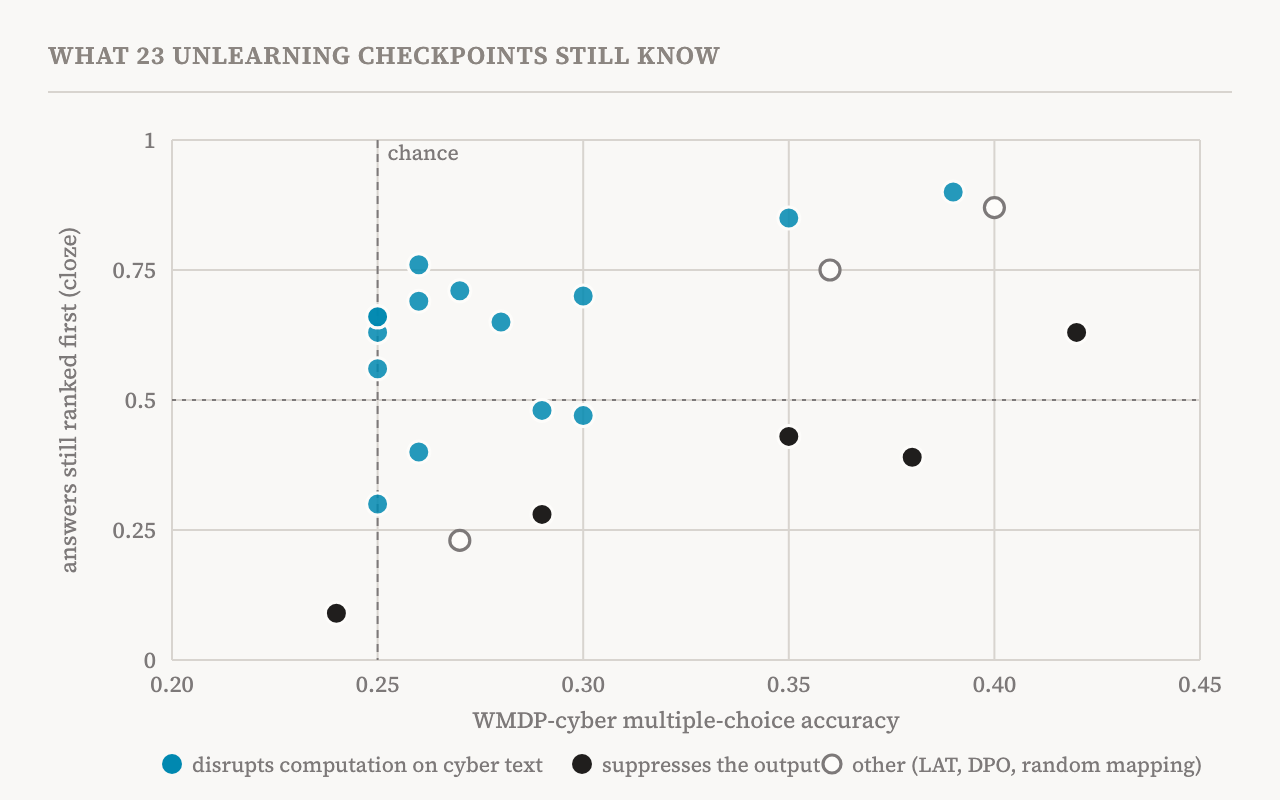 WHAT 23 UNLEARNING CHECKPOINTS STILL KNOW
chance
1
0.75
0.5
0.25
0
answers still ranked first (cloze)
0.20 0.25 0.30 0.35 0.40 0.45
WMDP-cyber multiple-choice accuracy
disrupts computation on cyber text suppresses the output other (LAT, DPO, random mapping)